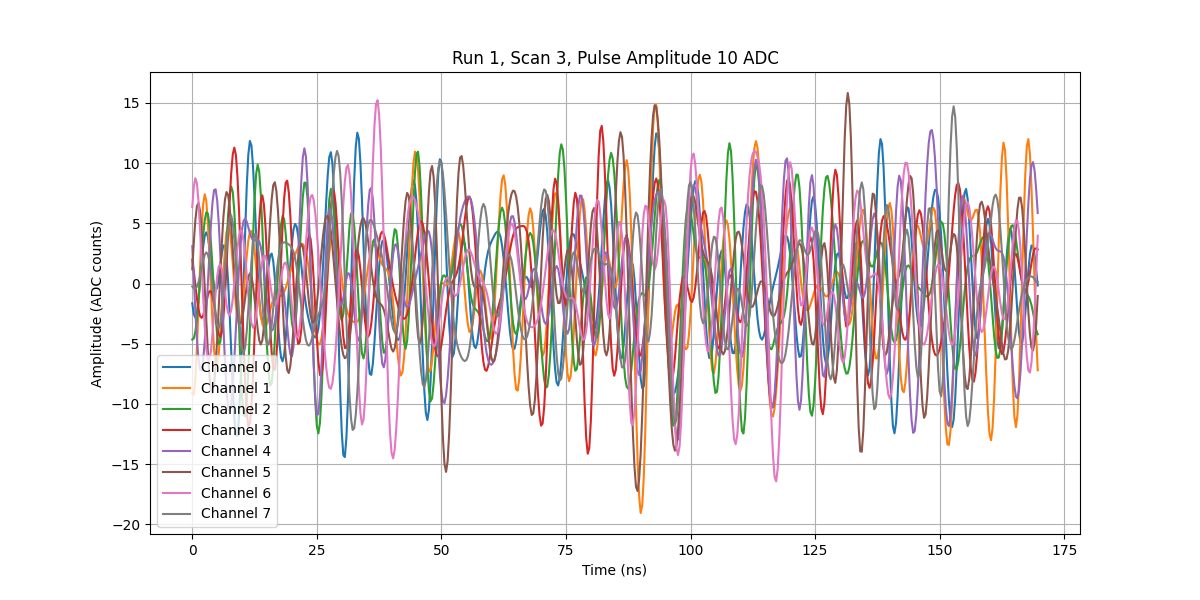 Run 1, Scan 3, Pulse Amplitude 10 ADC
Amplitude (ADC counts)
15
10
5
0
−5
−10
−15
−20
Channel 0
Channel 1
Channel 2
Channel 3
Channel 4
Channel 5
Channel 6
Channel 7
0 25 50 75 100 125 150 175
Time (ns)